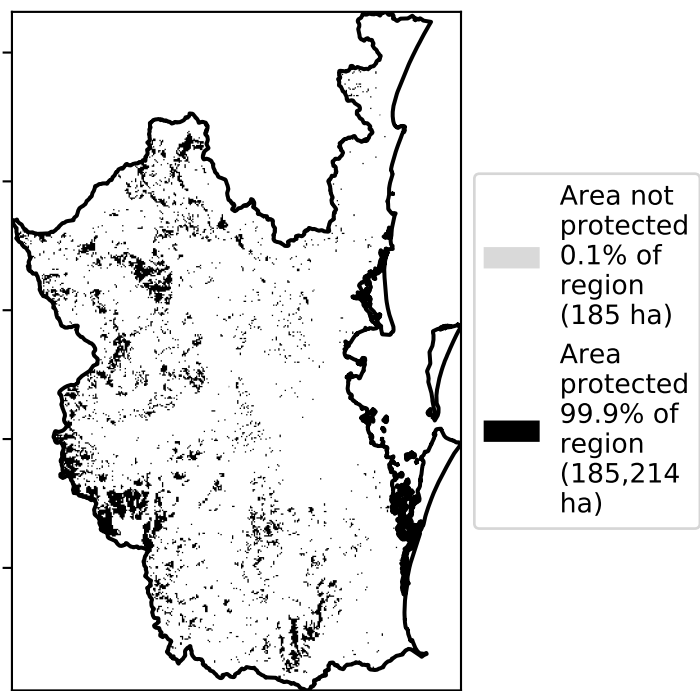 Area not
protected
0.1% of
region
(185 ha)
Area
protected
99.9% of
region
(185,214
ha)